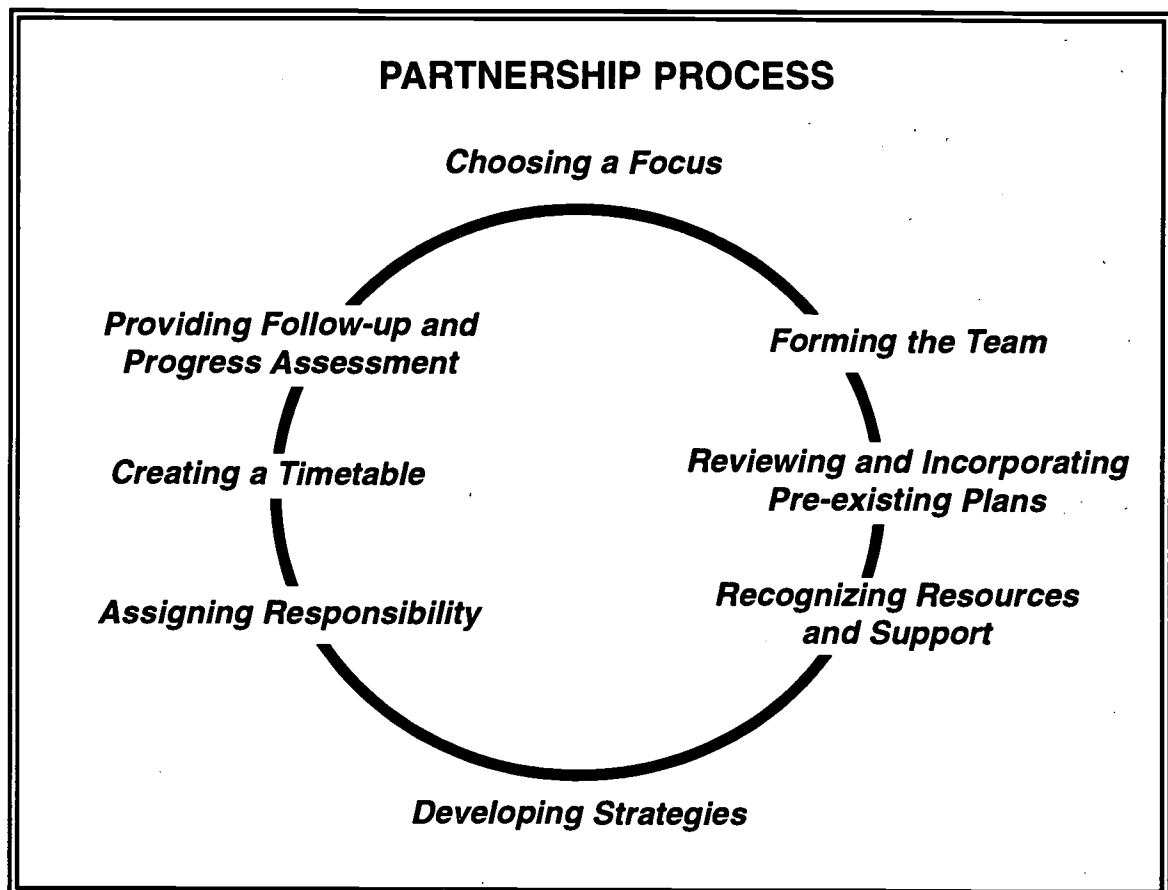 PARTNERSHIP PROCESS
Choosing a Focus
Forming the Team
Reviewing and Incorporating
Pre-existing Plans
Recognizing Resources
and Support
Developing Strategies
Assigning Responsibility
Creating a Timetable
Providing Follow-up and
Progress Assessment